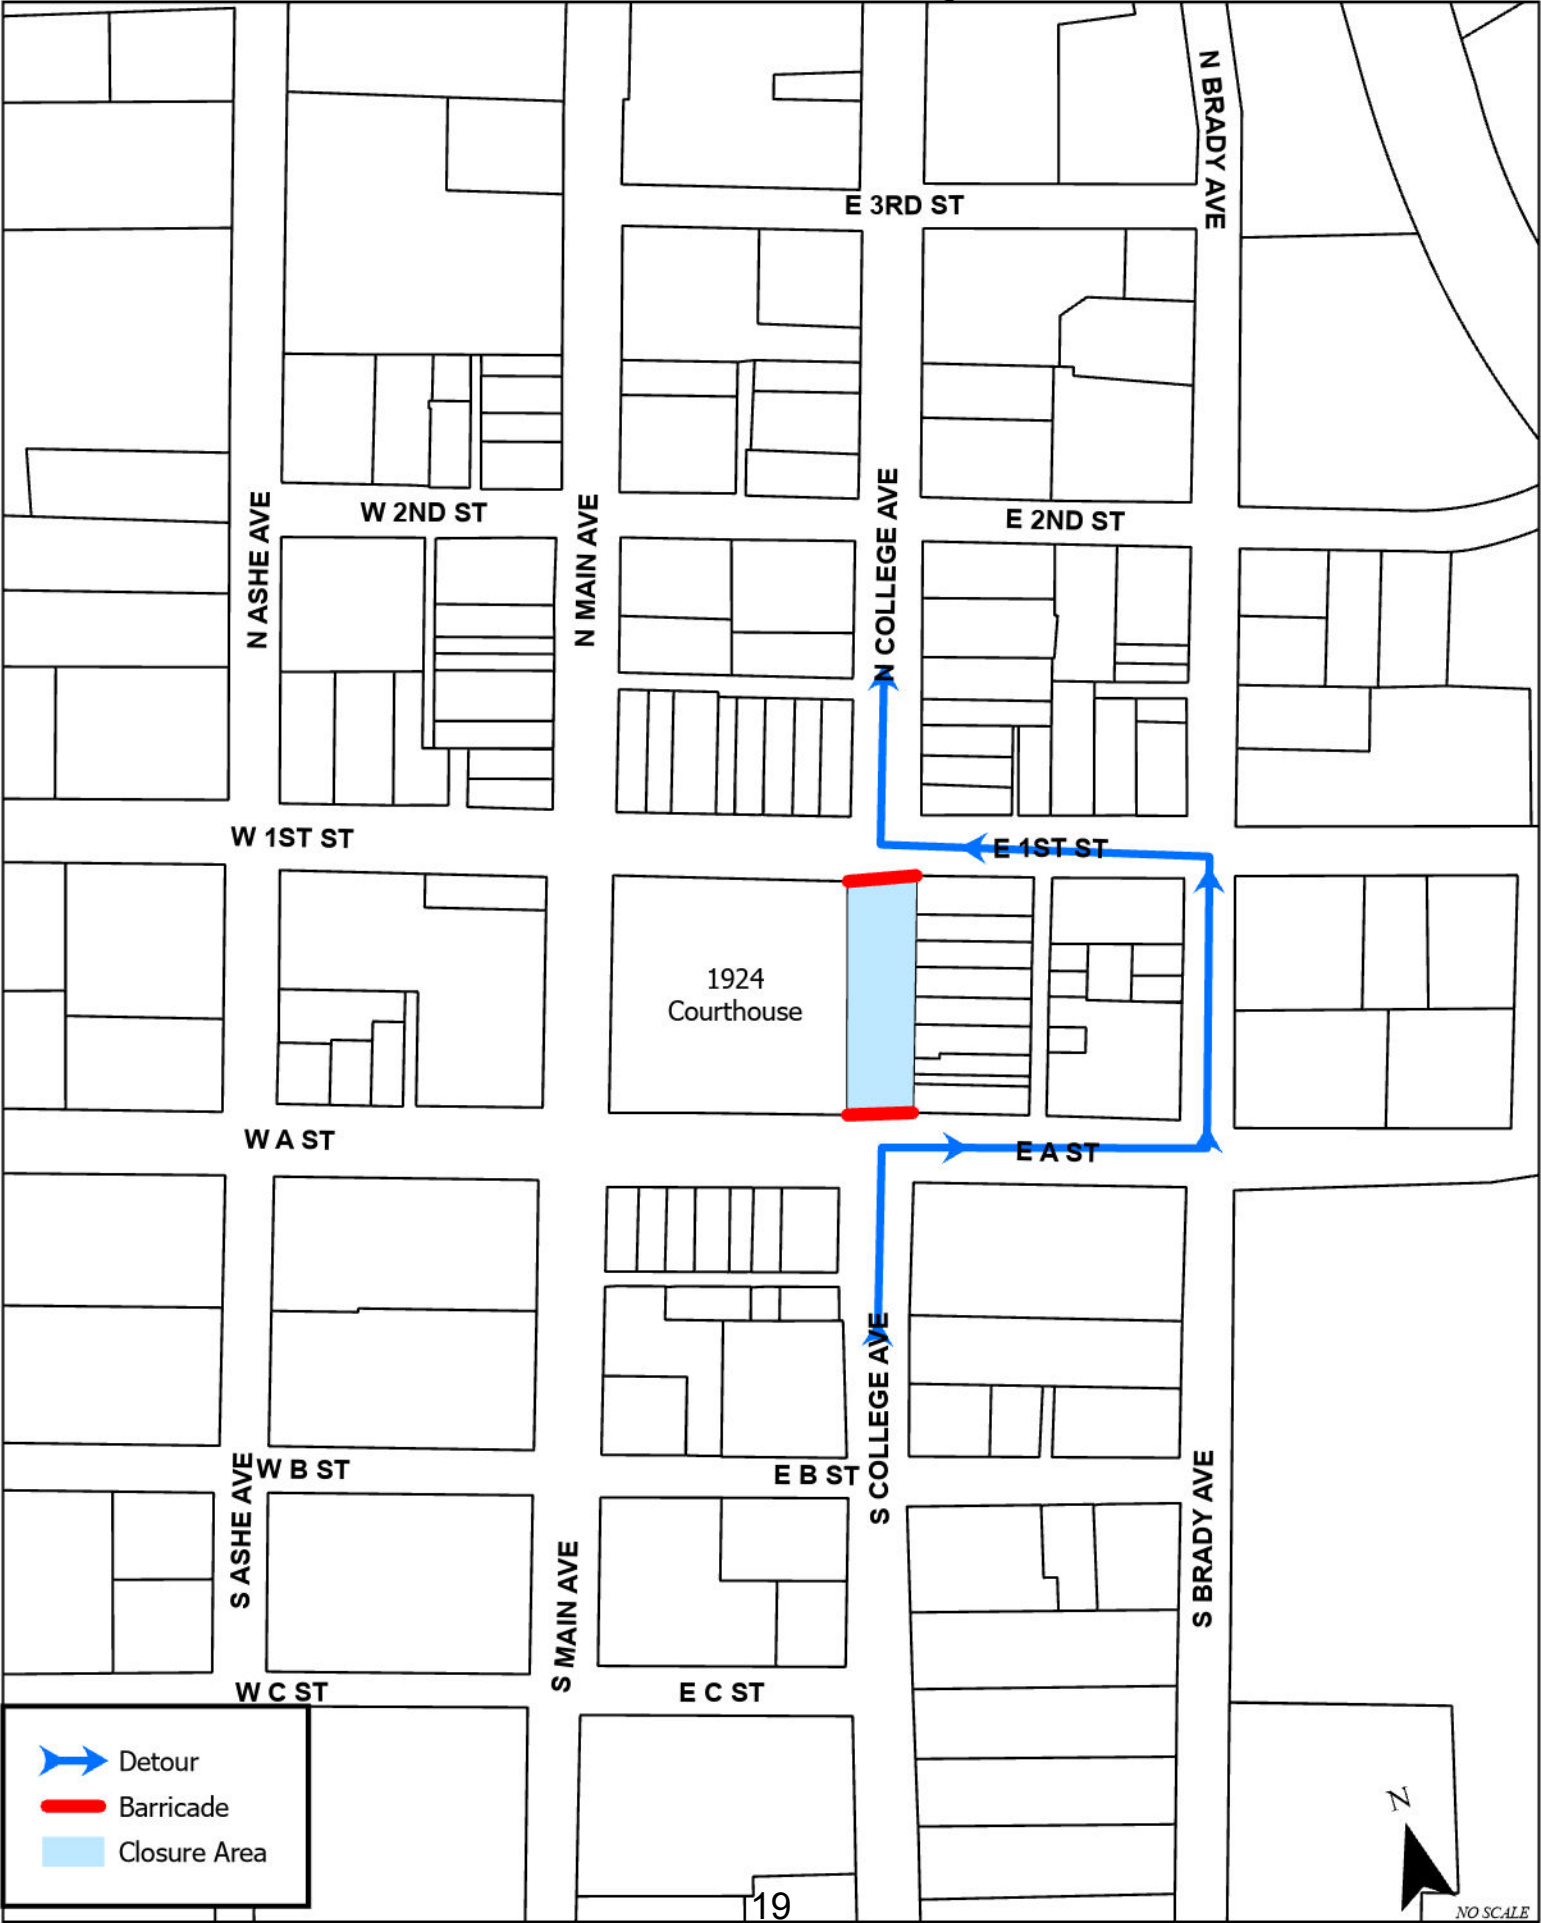 N BRADY AVE
E 3RD ST
N ASHE AVE
W 2ND ST
N MAIN AVE
N COLLEGE AVE
E 2ND ST
W 1ST ST
E 1ST ST
1924
Courthouse
W A ST
E A ST
S COLLEGE AVE
S ASHE AVE
W B ST
E B ST
S BRADY AVE
S MAIN AVE
W C ST
E C ST
Detour
Barricade
Closure Area
N
19
NO SCALE